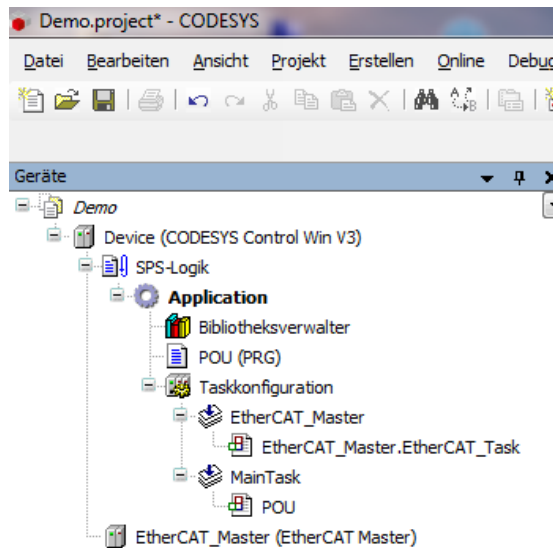 Demo.project* - CODESYS
Datei Bearbeiten Ansicht Projekt Erstellen Online Debug
Geräte
Demo
Device (CODESYS Control Win V3)
SPS-Logik
Application
Bibliotheksverwalter
POU (PRG)
Taskkonfiguration
EtherCAT_Master
EtherCAT_Master.EtherCAT_Task
MainTask
POU
EtherCAT_Master (EtherCAT Master)